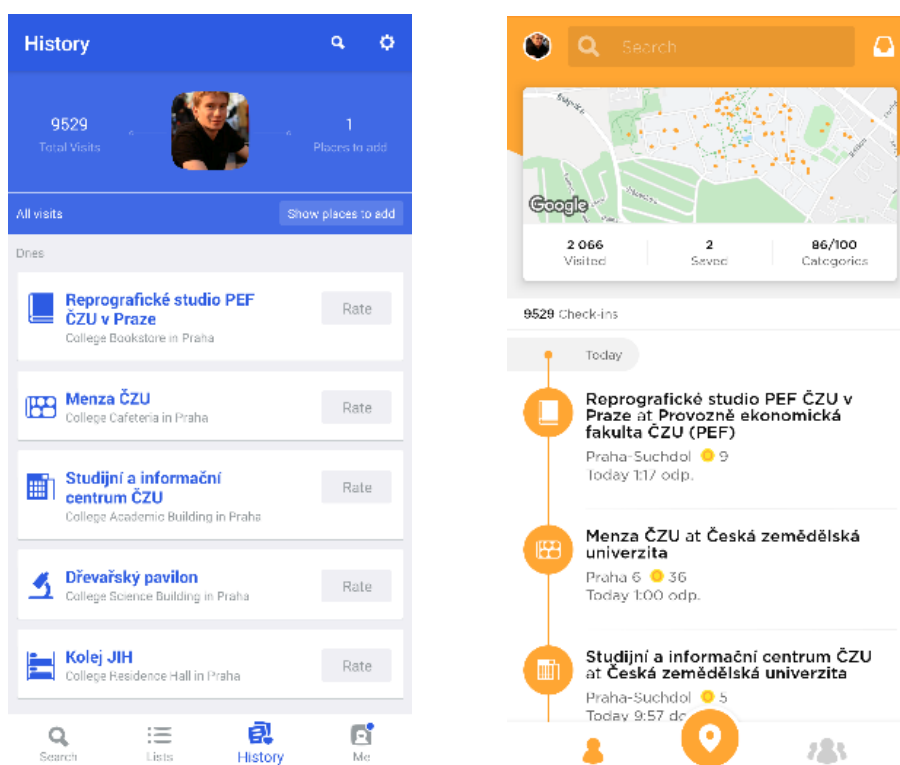 History
9529
Total Visits
1
Places to add
All visits
Show places to add
Dnes
Reprografické studio PEF
ČZU v Praze
College Bookstore in Praha
Rate
Menza ČZU
College Cafeteria in Praha
Rate
Studijní a informační
centrum ČZU
College Academic Building in Praha
Rate
Dřevařský pavilon
College Science Building in Praha
Rate
Kolej JIH
College Residence Hall in Praha
Rate
Search
Lists
History
Me
Search
Google
2 066
Visited
2
Saved
86/100
Categories
9529 Check-ins
Today
Reprografické studio PEF ČZU v
Praze at Provozně ekonomická
fakulta ČZU (PEF)
Praha-Suchdol 9
Today 1:17 odp.
Menza ČZU at Česká zemědělská
univerzita
Praha 6 36
Today 1:00 odp.
Studijní a informační centrum ČZU
at Česká zemědělská univerzita
Praha-Suchdol 5
Today 9:57